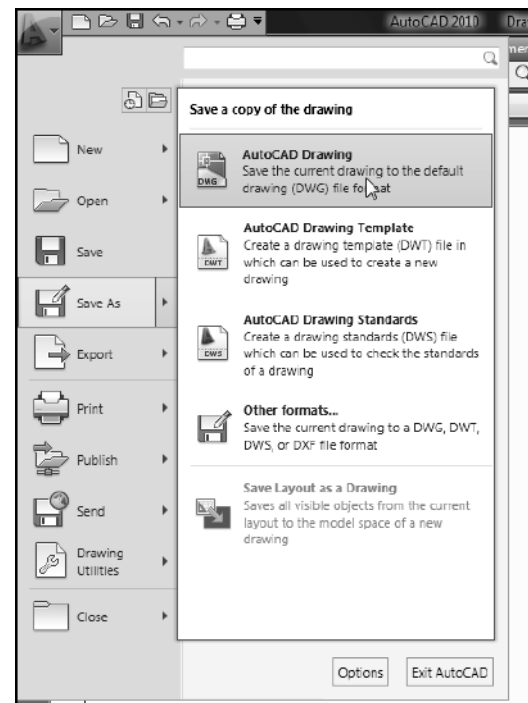 AutoCAD 2010 Dra
Save a copy of the drawing
New
Open
Save
Save As
Export
Print
Publish
Send
Drawing
Utilities
Close
AutoCAD Drawing
Save the current drawing to the default
drawing (DWG) file format
DWG
AutoCAD Drawing Template
Create a drawing template (DWT) file in
which can be used to create a new
drawing
DWT
AutoCAD Drawing Standards
Create a drawing standards (DWS) file
which can be used to check the standards
of a drawing
DWS
Other formats...
Save the current drawing to a DWG, DWT,
DWS, or DXF file format
Save Layout as a Drawing
Saves all visible objects from the current
layout to the model space of a new
drawing
Options
Exit AutoCAD